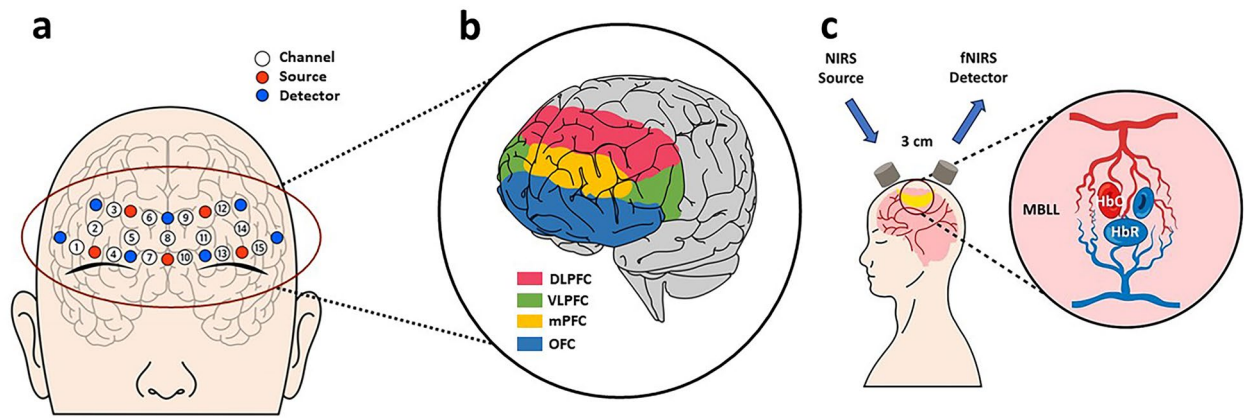 a
Channel
Source
Detector
3
6
9
12
2
5
8
11
14
1
4
7
10
13
15
b
DLPFC
VLPFC
mPFC
OFC
c
NIRS
Source
fNIRS
Detector
3 cm
MBLL
HbO
HbR